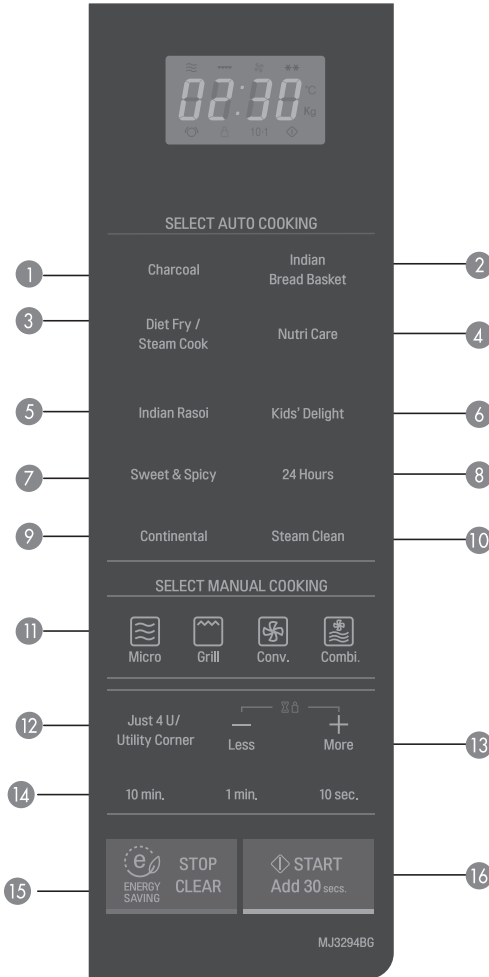 °C
02:30
Kg
10-1
SELECT AUTO COOKING
1 Charcoal
Indian
Bread Basket 2
3 Diet Fry /
Steam Cook
Nutri Care 4
5 Indian Rasoi
Kids' Delight 6
7 Sweet & Spicy
24 Hours 8
9 Continental
Steam Clean 10
SELECT MANUAL COOKING
11 Micro Grill Conv. Combi.
12 Just 4 U/
Utility Corner
Less More 13
14 10 min. 1 min. 10 sec.
15 e STOP
ENERGY CLEAR
SAVING
START 16
Add 30 secs.
MJ3294BG